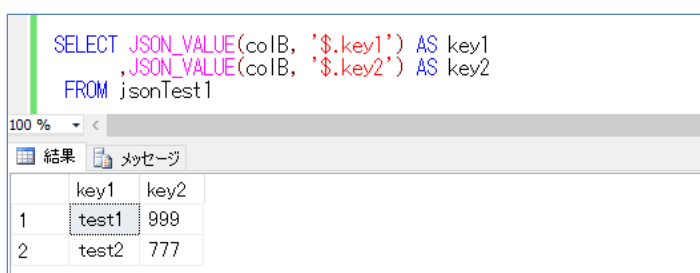 SELECT JSON_VALUE(colB, '$.key1') AS key1
,JSON_VALUE(colB, '$.key2') AS key2
FROM jsonTest1
100 %
結果 メッセージ
key1 key2
1 test1 999
2 test2 777